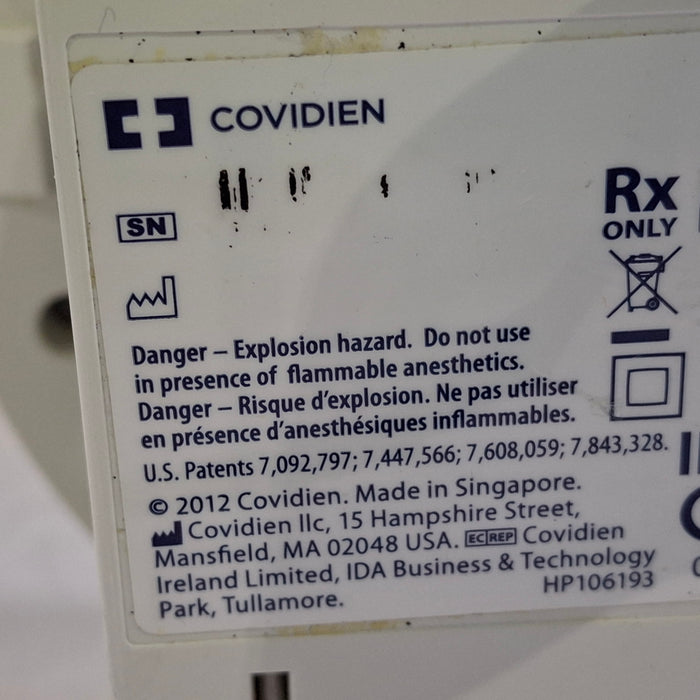 COVIDIEN
Rx
ONLY
SN
Danger – Explosion hazard. Do not use
in presence of flammable anesthetics.
Danger – Risque d'explosion. Ne pas utiliser
en présence d'anesthésiques inflammables.
U.S. Patents 7,092,797; 7,447,566; 7,608,059; 7,843,328.
© 2012 Covidien. Made in Singapore.
Covidien llc, 15 Hampshire Street,
Mansfield, MA 02048 USA. EC REP Covidien
Ireland Limited, IDA Business & Technology
Park, Tullamore.
HP106193